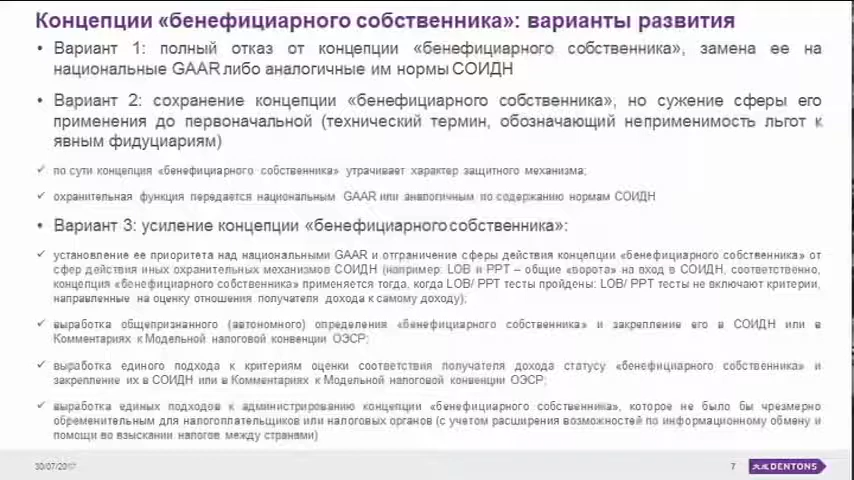 Концепции «бенефициарного собственника»: варианты развития
• Вариант 1: полный отказ от концепции «бенефициарного собственника», замена ее на
национальные GAAR либо аналогичные им нормы СОИДН
• Вариант 2: сохранение концепции «бенефициарного собственника», но сужение сферы его
применения до первоначальной (технический термин, обозначающий неприменимость льгот к
явным фидуциариям)
✓ по сути концепция «бенефициарного собственника» утрачивает характер защитного механизма;
✓ охранительная функция передается национальным GAAR или аналогичным по содержанию нормам СОИДН
• Вариант 3: усиление концепции «бенефициарного собственника»:
✓ установление ее приоритета над национальными GAAR и отграничение сферы действия концепции «бенефициарного собственника» от
сфер действия иных охранительных механизмов СОИДН (например: LOB и PPT – общие «ворота» на вход в СОИДН, соответственно,
концепция «бенефициарного собственника» применяется тогда, когда LOB/ PPT тесты пройдены: LOB/ PPT тесты не включают критерии,
направленные на оценку отношения получателя дохода к самому доходу);
✓ выработка общепризнанного (автономного) определения «бенефициарного собственника» и закрепление его в СОИДН или в
Комментариях к Модельной налоговой конвенции ОЭСР;
✓ выработка единого подхода к критериям оценки соответствия получателя дохода статусу «бенефициарного собственника» и
закрепление их в СОИДН или в Комментариях к Модельной налоговой конвенции ОЭСР;
✓ выработка единых подходов к администрированию концепции «бенефициарного собственника», которое не было бы чрезмерно
обременительным для налогоплательщиков или налоговых органов (с учетом расширения возможностей по информационному обмену и
помощи во взыскании налогов между странами)
30/07/2017
7
大成 DENTONS